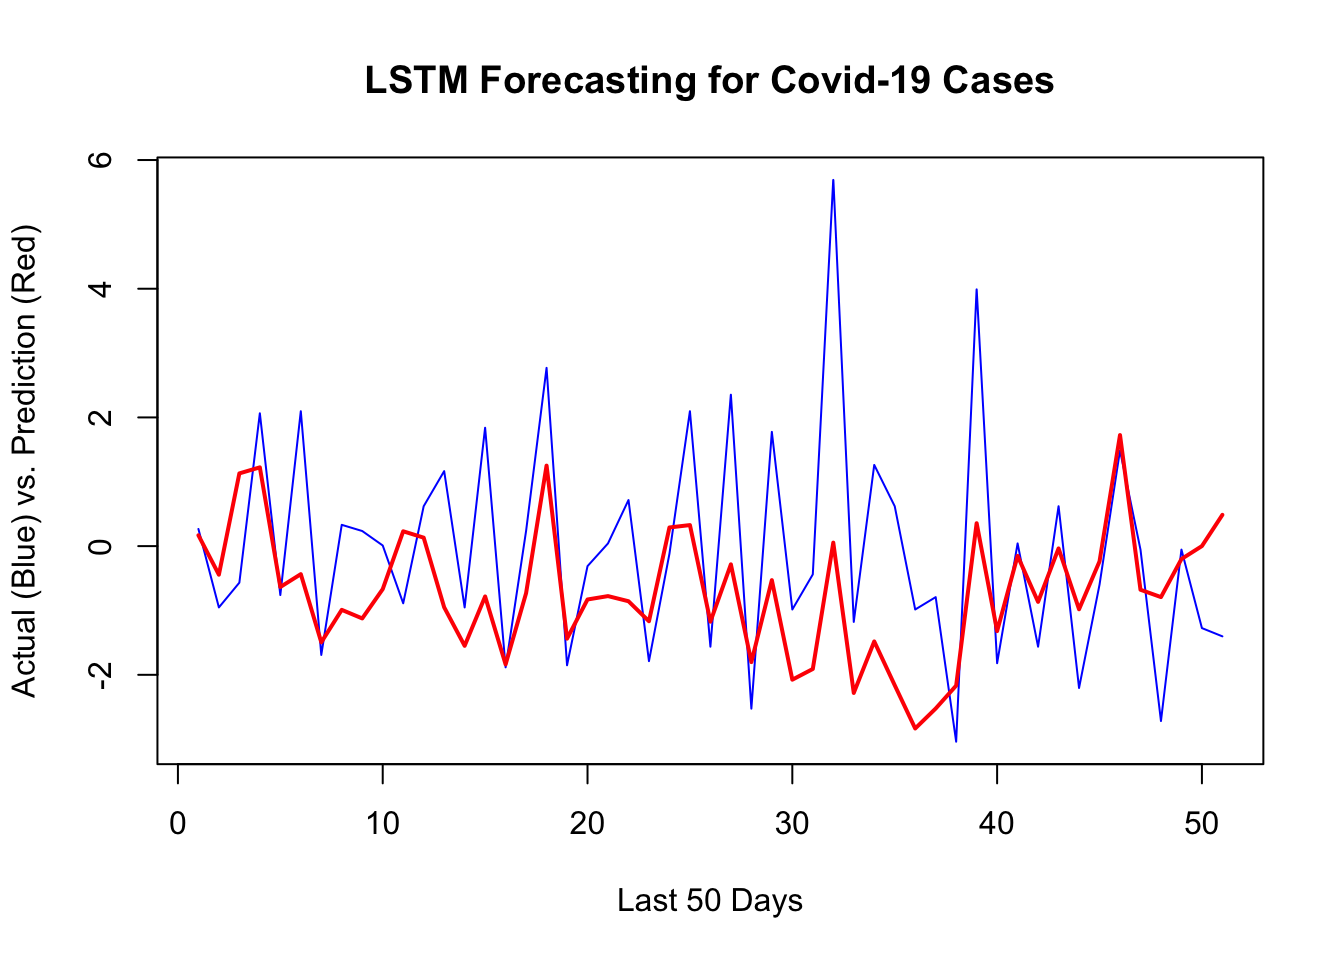 LSTM Forecasting for Covid-19 Cases
Actual (Blue) vs. Prediction (Red)
6
4
2
0
-2
0 10 20 30 40 50
Last 50 Days